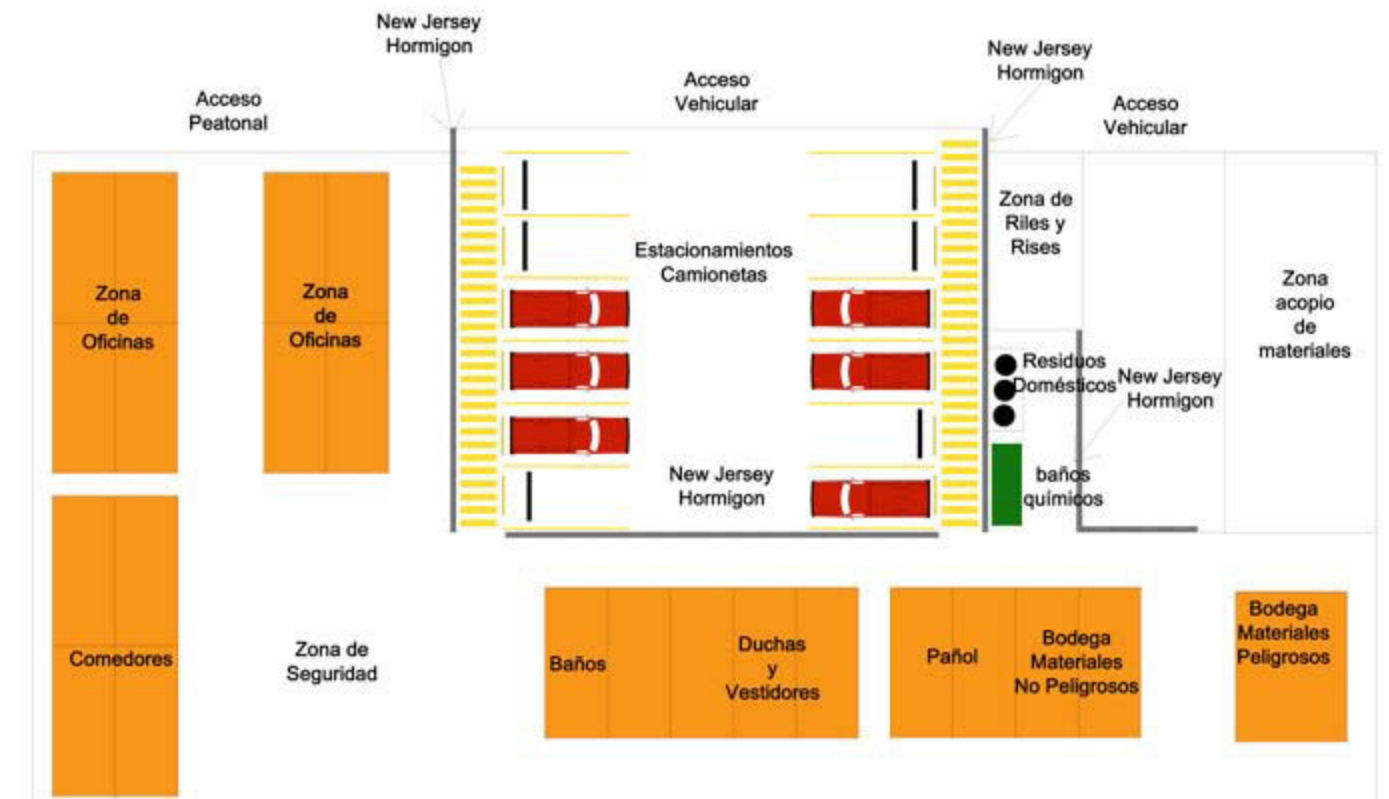 New Jersey
Hormigon
New Jersey
Hormigon
Acceso
Vehicular
Acceso
Peatonal
Acceso
Vehicular
Zona de
Riles y
Rises
Estacionamientos
Camionetas
Zona
de
Oficinas
Zona
de
Oficinas
Zona
acopio
de
materiales
Residuos
Domésticos
New Jersey
Hormigon
New Jersey
Hormigon
baños
químicos
Comedores
Zona de
Seguridad
Baños
Duchas
y
Vestidores
Pañol
Bodega
Materiales
No Peligrosos
Bodega
Materiales
Peligrosos